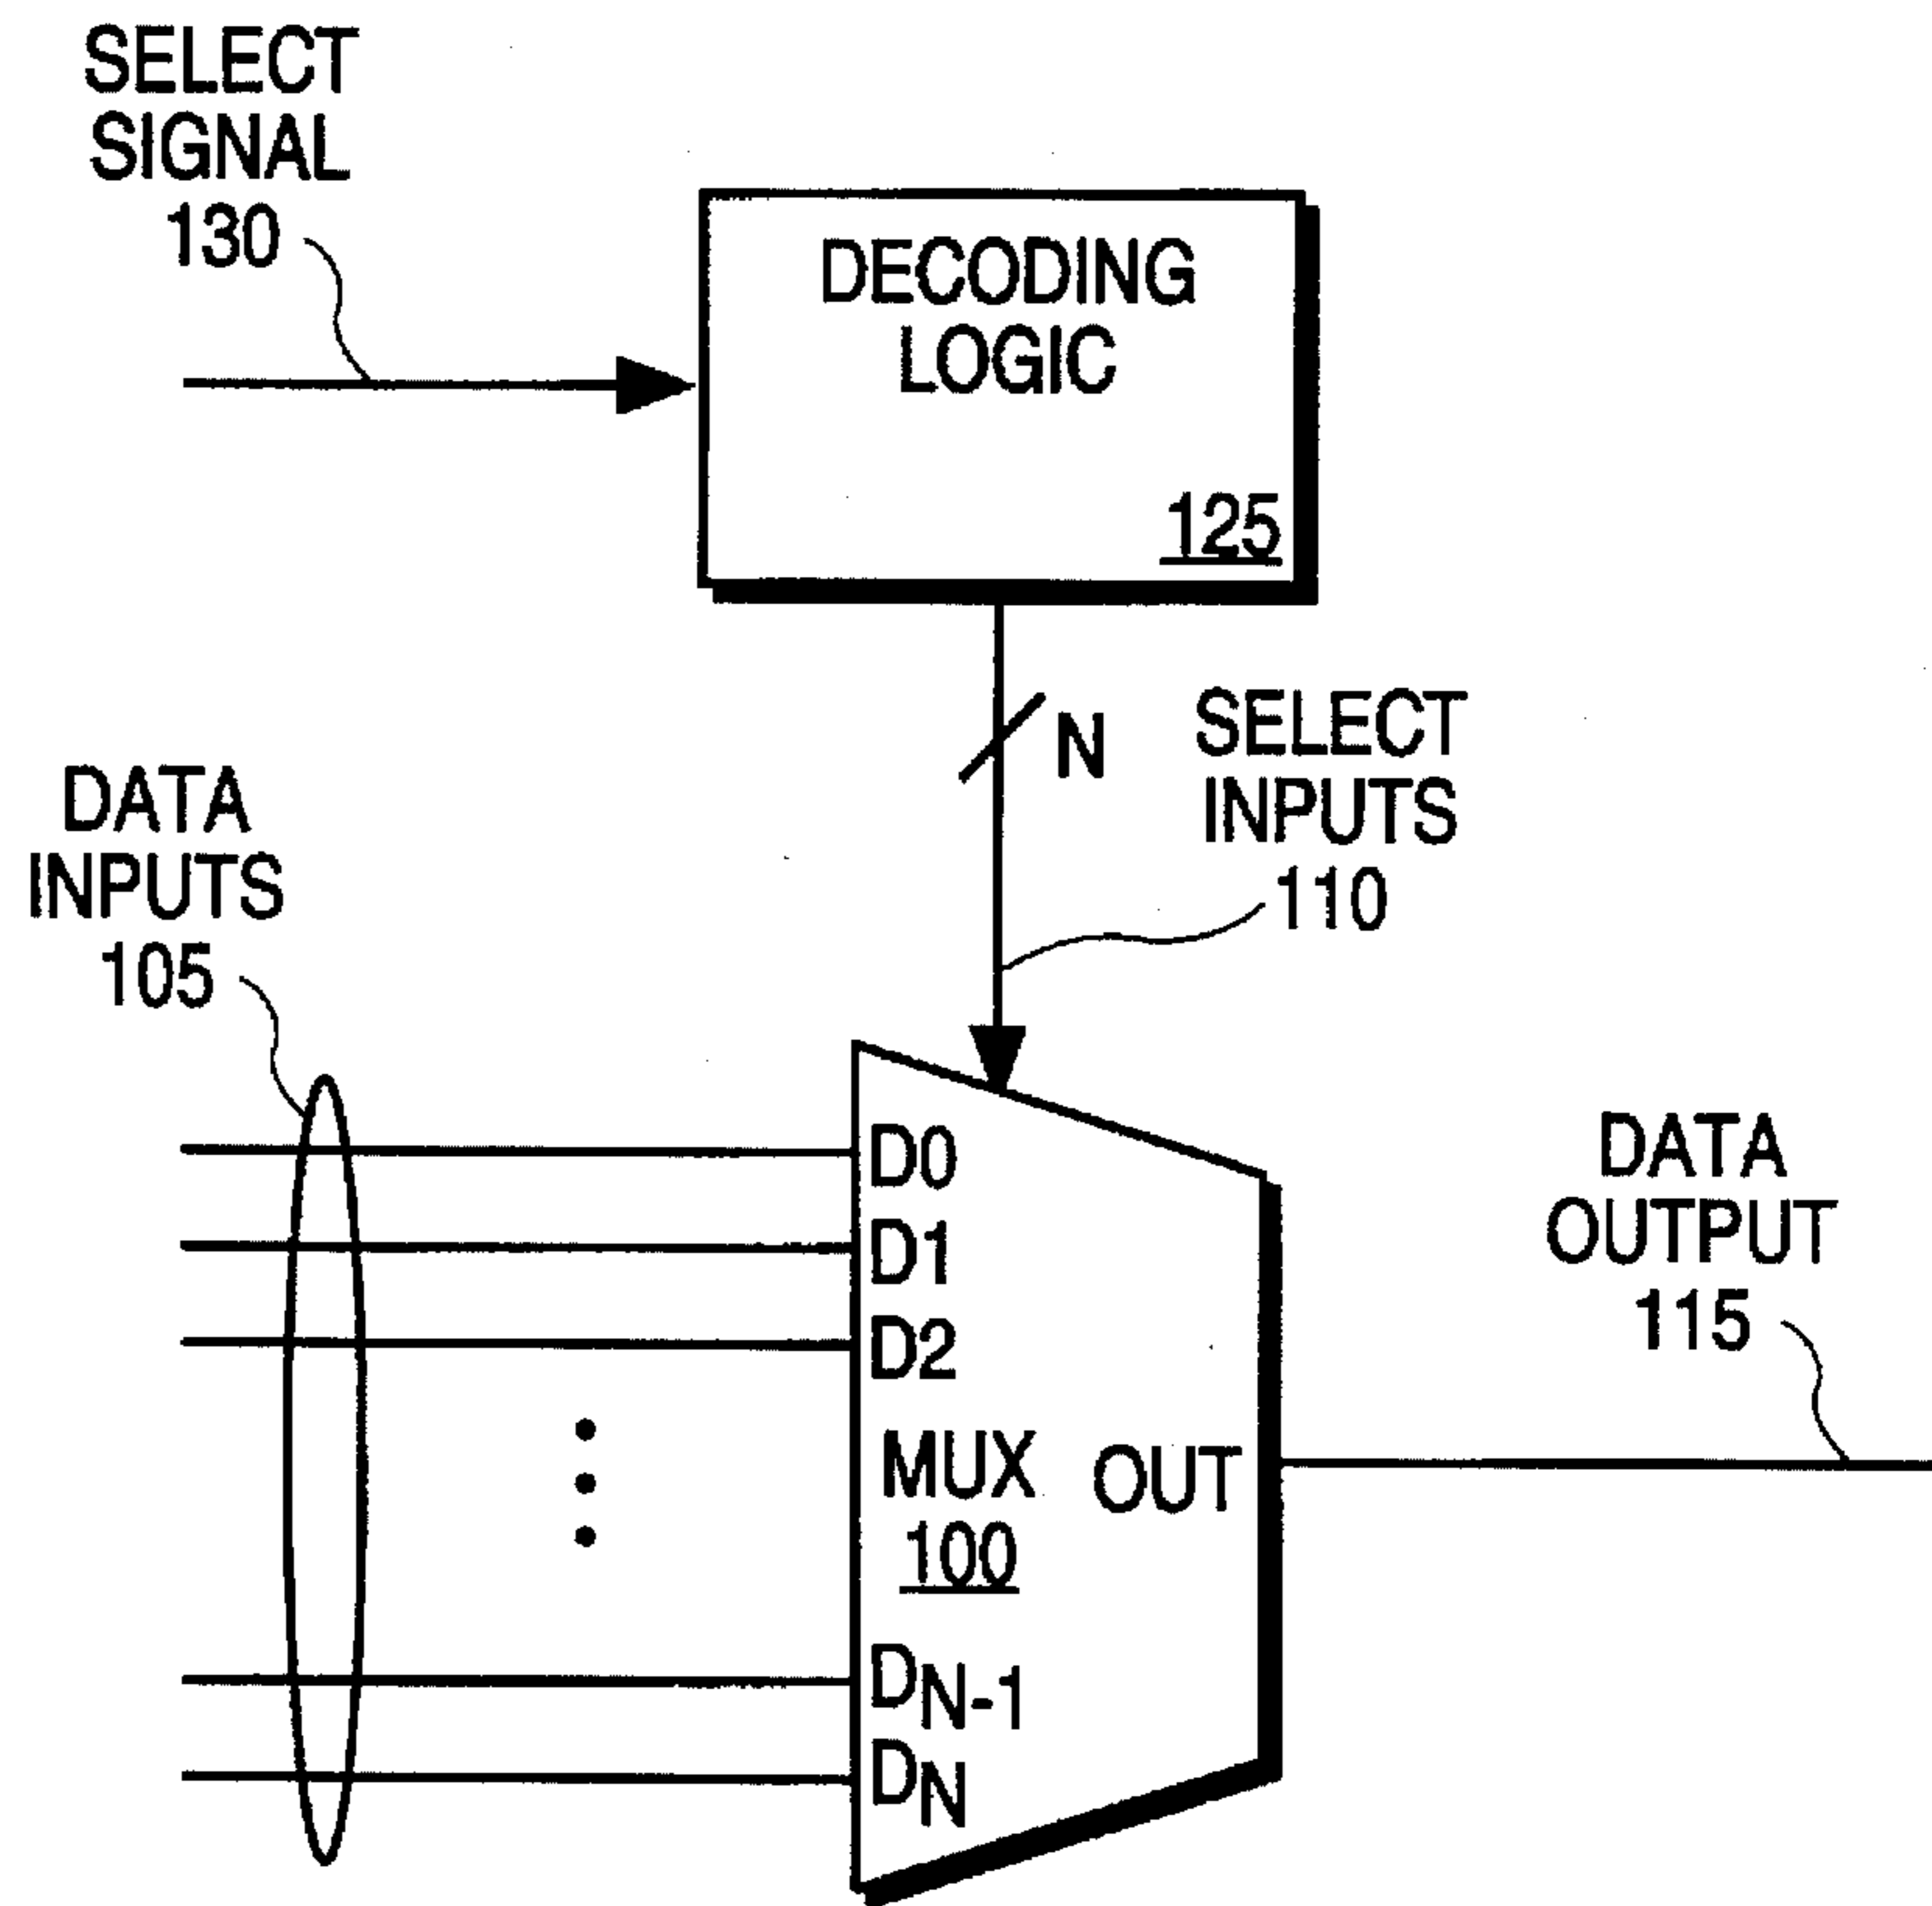 SELECT
SIGNAL
130
DECODING
LOGIC
125
N
SELECT
INPUTS
110
DATA
INPUTS
105
D0
D1
D2
MUX
100
OUT
DN-1
DN
DATA
OUTPUT
115